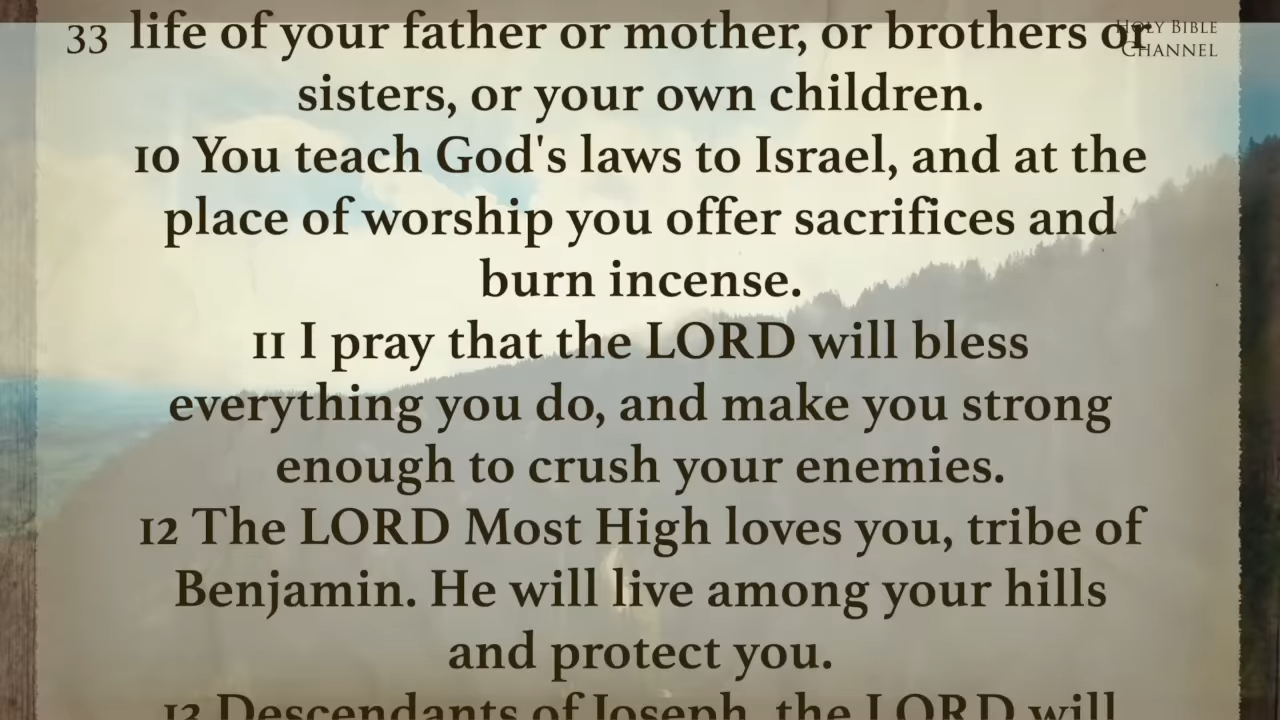 33
HOLY BIBLE
CHANNEL
life of your father or mother, or brothers or
sisters, or your own children.
10 You teach God's laws to Israel, and at the
place of worship you offer sacrifices and
burn incense.
11 I pray that the LORD will bless
everything you do, and make you strong
enough to crush your enemies.
12 The LORD Most High loves you, tribe of
Benjamin. He will live among your hills
and protect you.
13 Descendants of Joseph, the LORD will